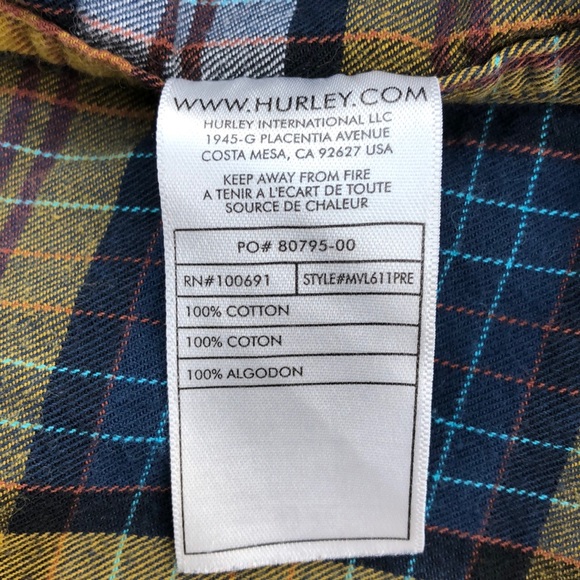 WWW.HURLEY.COM
HURLEY INTERNATIONAL LLC
1945-G PLACENTIA AVENUE
COSTA MESA, CA 92627 USA
KEEP AWAY FROM FIRE
A TENIR A L'ECART DE TOUTE
SOURCE DE CHALEUR
PO# 80795-00
RN#100691 STYLE#MVL611PRE
100% COTTON
100% COTON
100% ALGODON